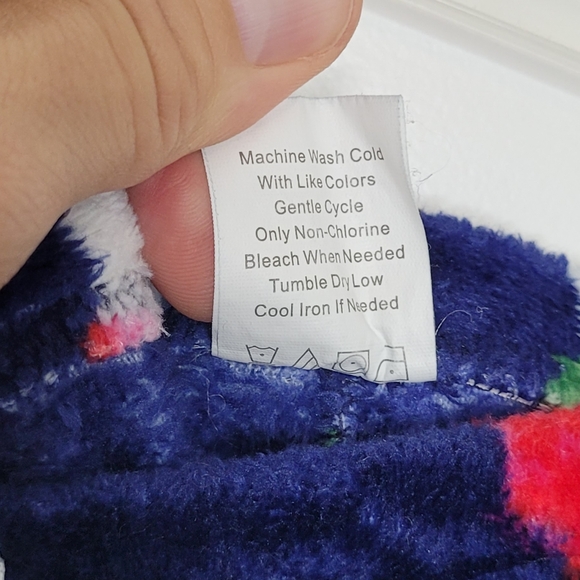 Machine Wash Cold
With Like Colors
Gentle Cycle
Only Non-Chlorine
Bleach When Needed
Tumble Dry Low
Cool Iron If Needed